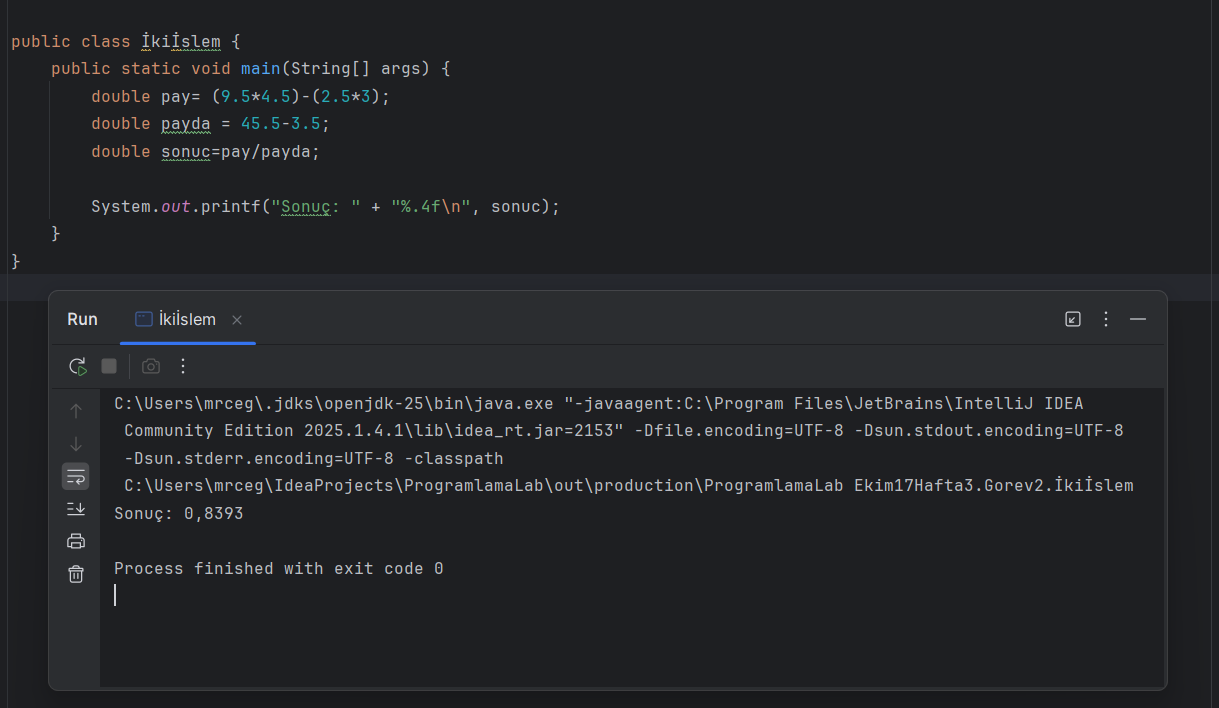 public class İkiİslem {
    public static void main(String[] args) {
        double pay= (9.5*4.5)-(2.5*3);
        double payda = 45.5-3.5;
        double sonuc=pay/payda;

        System.out.printf("Sonuç: " + "%.4f\n", sonuc);
    }
}
Run İkiİslem ×
C:\Users\mrceg\.jdks\openjdk-25\bin\java.exe "-javaagent:C:\Program Files\JetBrains\IntelliJ IDEA
 Community Edition 2025.1.4.1\lib\idea_rt.jar=2153" -Dfile.encoding=UTF-8 -Dsun.stdout.encoding=UTF-8
 -Dsun.stderr.encoding=UTF-8 -classpath
 C:\Users\mrceg\IdeaProjects\ProgramlamaLab\out\production\ProgramlamaLab Ekim17Hafta3.Gorev2.İkiİslem
Sonuç: 0,8393

Process finished with exit code 0